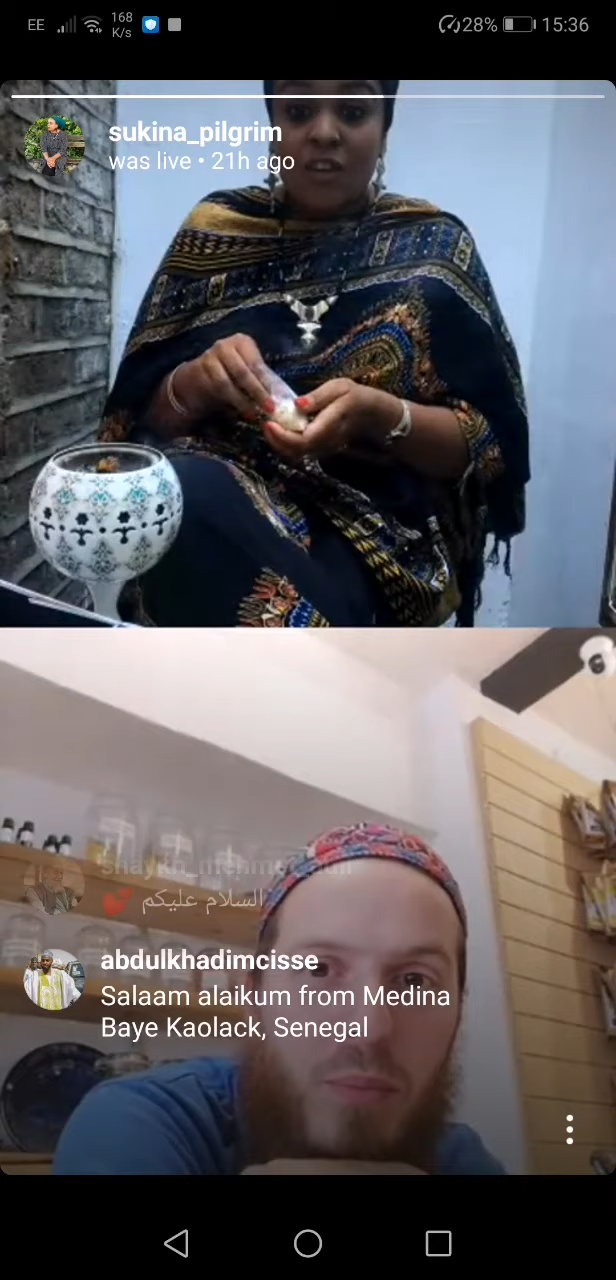 EE
168
K/s
28%
15:36
sukina_pilgrim
was live • 21h ago
السلام عليكم
abdulkhadimcisse
Salaam alaikum from Medina
Baye Kaolack, Senegal